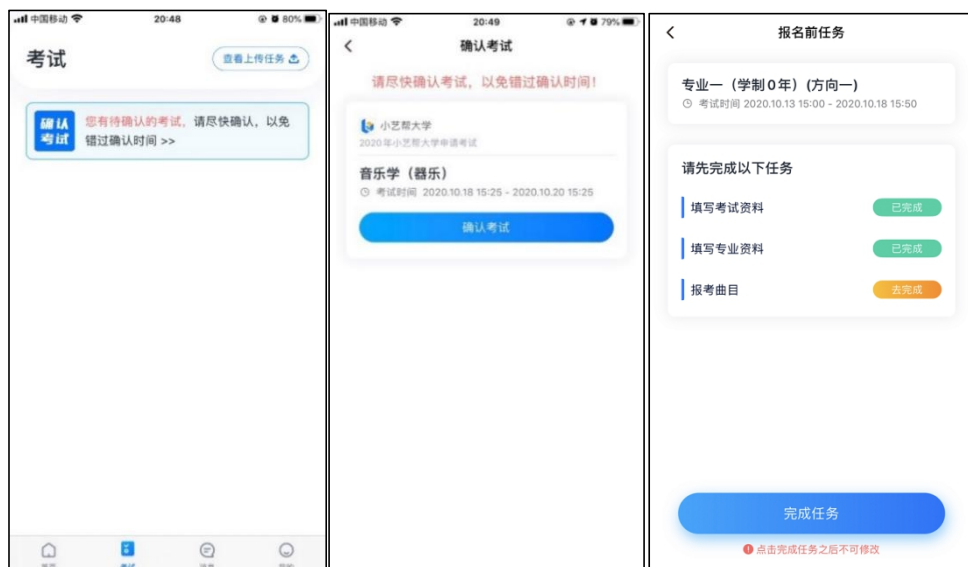 中国移动
20:48
80%
考试
查看上传任务
确认
考试
您有待确认的考试，请尽快确认，以免
错过确认时间 >>
考试
中国移动
20:49
79%
确认考试
请尽快确认考试，以免错过确认时间！
小艺帮大学
2020年小艺帮大学申请考试
音乐学（器乐）
考试时间 2020.10.18 15:25 - 2020.10.20 15:25
确认考试
报名前任务
专业一（学制0年）(方向一)
考试时间 2020.10.13 15:00 - 2020.10.18 15:50
请先完成以下任务
填写考试资料
已完成
填写专业资料
已完成
报考曲目
去完成
完成任务
点击完成任务之后不可修改